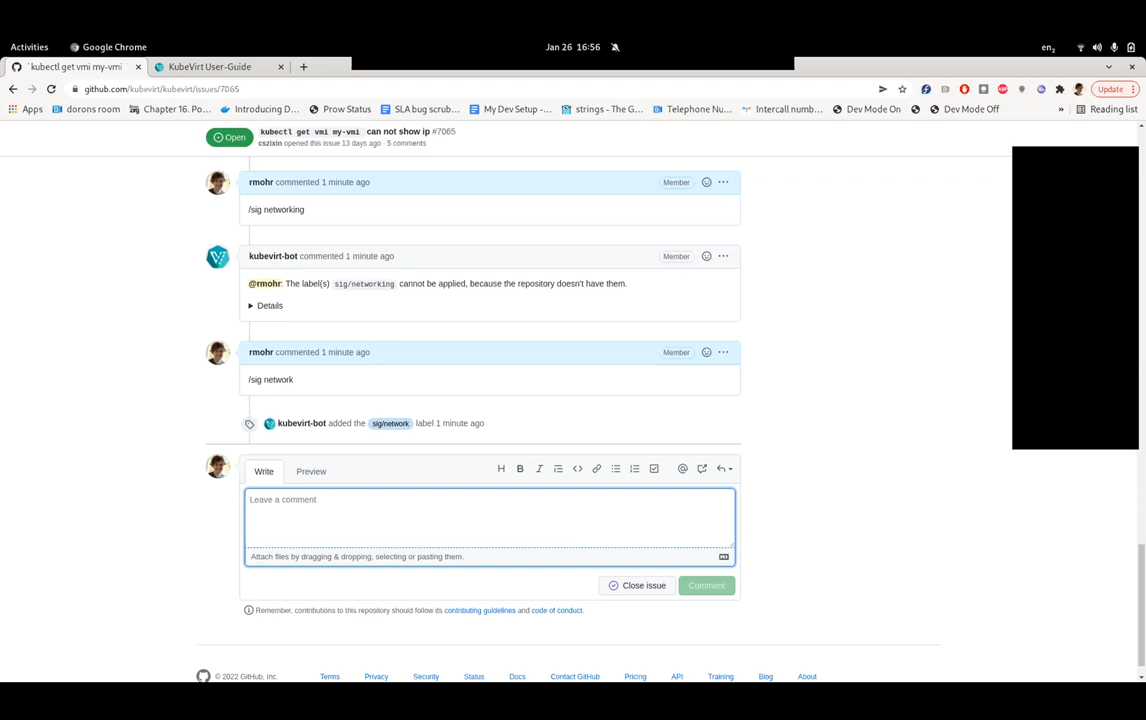 Activities
Google Chrome
Jan 26 16:56
en2
`kubectl get vmi my-vmi`
KubeVirt User-Guide
github.com/kubevirt/kubevirt/issues/7065
Update
Apps
dorons room
Chapter 16. Po...
Prow Status
Introducing D...
SLA bug scrub...
My Dev Setup -...
strings - The G...
Telephone Nu...
Intercall numb...
Dev Mode On
Dev Mode Off
»
Reading list
Open
kubectl get vmi my-vmi can not show ip #7065
cszixin opened this issue 13 days ago · 5 comments
rmohr commented 1 minute ago
Member
/sig networking
kubevirt-bot commented 1 minute ago
Member
@rmohr: The label(s) sig/networking cannot be applied, because the repository doesn't have them.
Details
rmohr commented 1 minute ago
Member
/sig network
kubevirt-bot added the sig/network label 1 minute ago
Write
Preview
Leave a comment
Attach files by dragging & dropping, selecting or pasting them.
Close issue
Comment
Remember, contributions to this repository should follow its contributing guidelines and code of conduct.
© 2022 GitHub, Inc.
Terms
Privacy
Security
Status
Docs
Contact GitHub
Pricing
API
Training
Blog
About